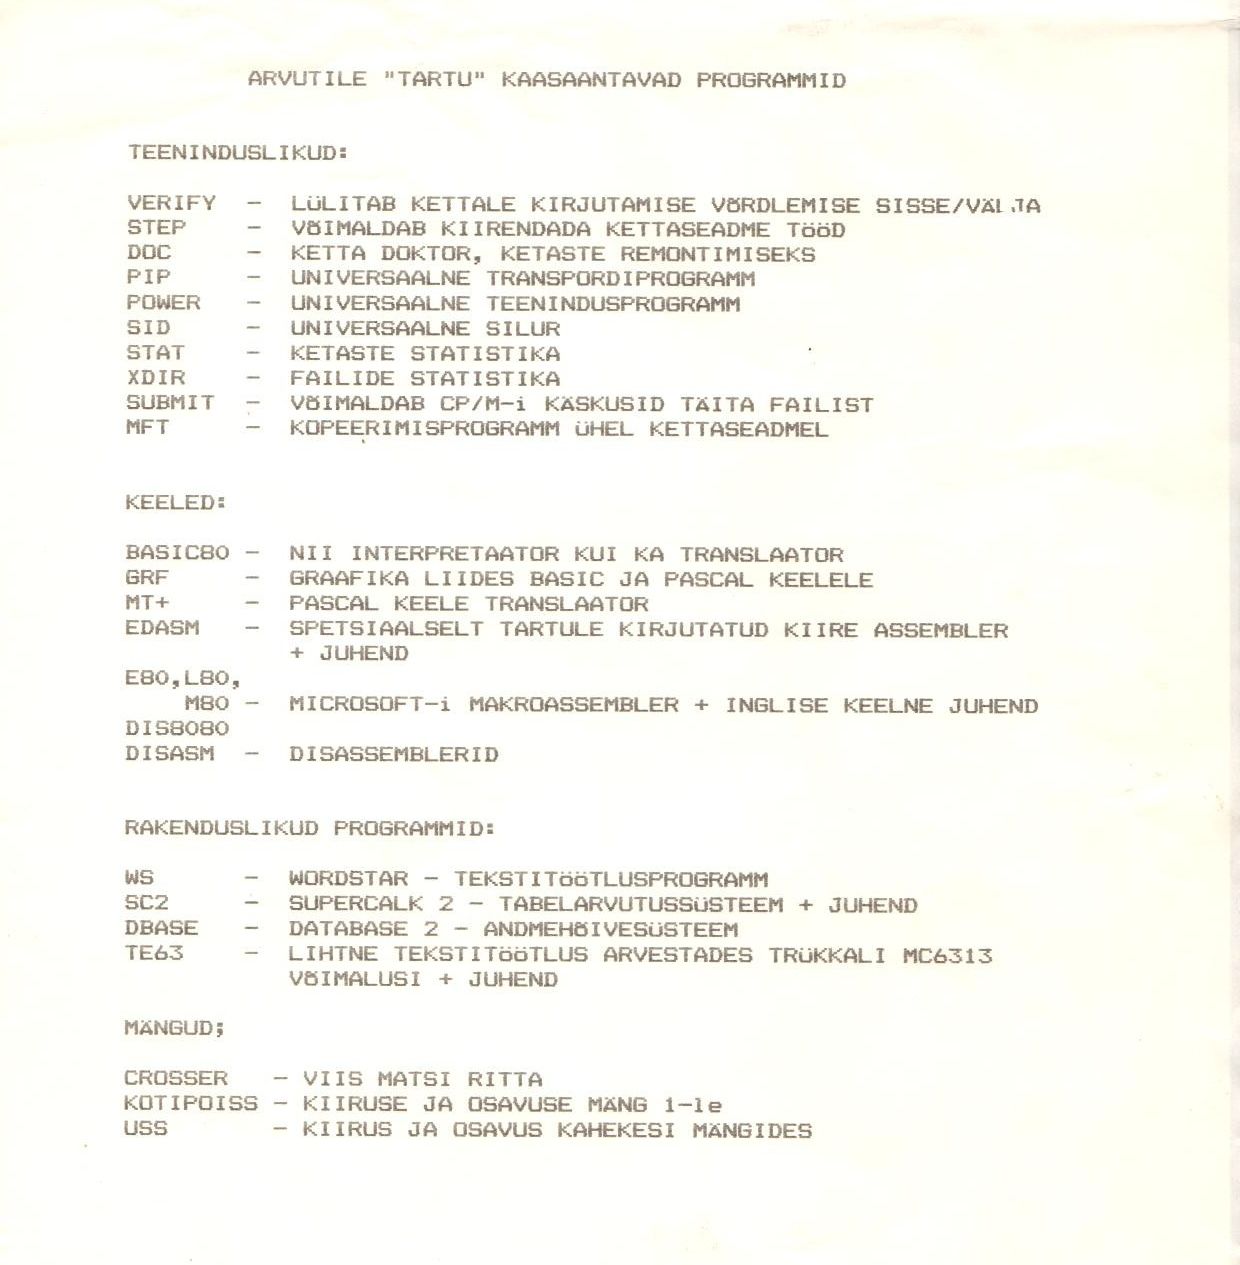 ARVUTILE "TARTU" KAASAANTAVAD PROGRAMMID
TEENINDUSLIKUD:
VERIFY - LÜLITAB KETTALE KIRJUTAMISE VÕRDLEMISE SISSE/VÄLJA
STEP - VÕIMALDAB KIIRENDADA KETTASEADME TÖÖD
DOC - KETTA DOKTOR, KETASTE REMONTIMISEKS
PIP - UNIVERSAALNE TRANSPORDIPROGRAMM
POWER - UNIVERSAALNE TEENINDUSPROGRAMM
SID - UNIVERSAALNE SILUR
STAT - KETASTE STATISTIKA
XDIR - FAILIDE STATISTIKA
SUBMIT - VÕIMALDAB CP/M-i KÄSKUSID TÄITA FAILIST
MFT - KOPEERIMISPROGRAMM ÜHEL KETTASEADMEL
KEELED:
BASIC80 - NII INTERPRETAATOR KUI KA TRANSLAATOR
GRF - GRAAFIKA LIIDES BASIC JA PASCAL KEELELE
MT+ - PASCAL KEELE TRANSLAATOR
EDASM - SPETSIAALSELT TARTULE KIRJUTATUD KIIRE ASSEMBLER
+ JUHEND
E80,L80,
M80 - MICROSOFT-i MAKROASSEMBLER + INGLISE KEELNE JUHEND
DIS8080
DISASM - DISASSEMBLERID
RAKENDUSLIKUD PROGRAMMID:
WS - WORDSTAR - TEKSTITÖÖTLUSPROGRAMM
SC2 - SUPERCALK 2 - TABELARVUTUSSÜSTEEM + JUHEND
DBASE - DATABASE 2 - ANDMEHÕIVESÜSTEEM
TE63 - LIHTNE TEKSTITÖÖTLUS ARVESTADES TRÜKKALI MC6313
VÕIMALUSI + JUHEND
MÄNGUD;
CROSSER - VIIS MATSI RITTA
KOTIPOISS - KIIRUSE JA OSAVUSE MÄNG 1-le
USS - KIIRUS JA OSAVUS KAHEKESI MÄNGIDES